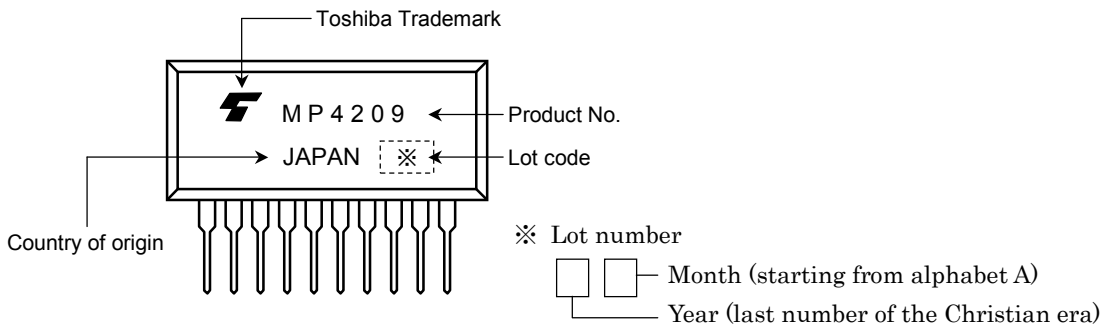 Toshiba Trademark
MP4209
Product No.
JAPAN ※
Lot code
Country of origin
※ Lot number
Month (starting from alphabet A)
Year (last number of the Christian era)